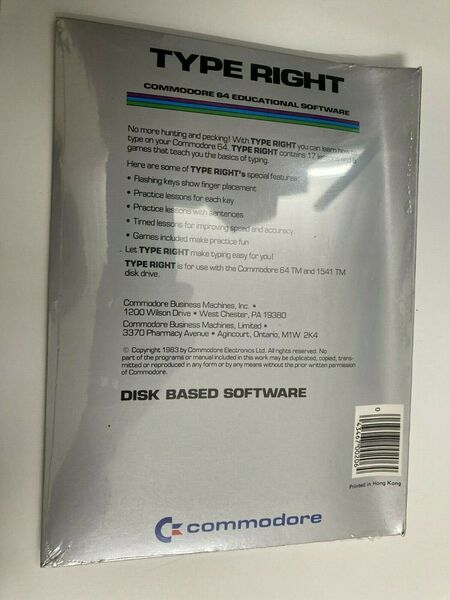 TYPE RIGHT
COMMODORE 64 EDUCATIONAL SOFTWARE
No more hunting and pecking! With TYPE RIGHT you can learn how
type on your Commodore 64. TYPE RIGHT contains 17
games that teach you the basics of typing.
Here are some of TYPE RIGHT's special features:
• Flashing keys show finger placement
• Practice lessons for each key
• Practice lessons with sentences
• Timed lessons for improving speed and accuracy
• Games included make practice fun
Let TYPE RIGHT make typing easy for you!
TYPE RIGHT is for use with the Commodore 64 TM and 1541 TM
disk drive.
Commodore Business Machines, Inc. •
1200 Wilson Drive • West Chester, PA 19380
Commodore Business Machines, Limited •
3370 Pharmacy Avenue • Agincourt, Ontario, M1W 2K4
© Copyright 1983 by Commodore Electronics Ltd. All rights reserved. No
part of the programs or manual included in this work may be duplicated, copied, trans-
mitted or reproduced in any form or by any means without the prior written permission
of Commodore.
DISK BASED SOFTWARE
0
Printed in Hong Kong
commodore